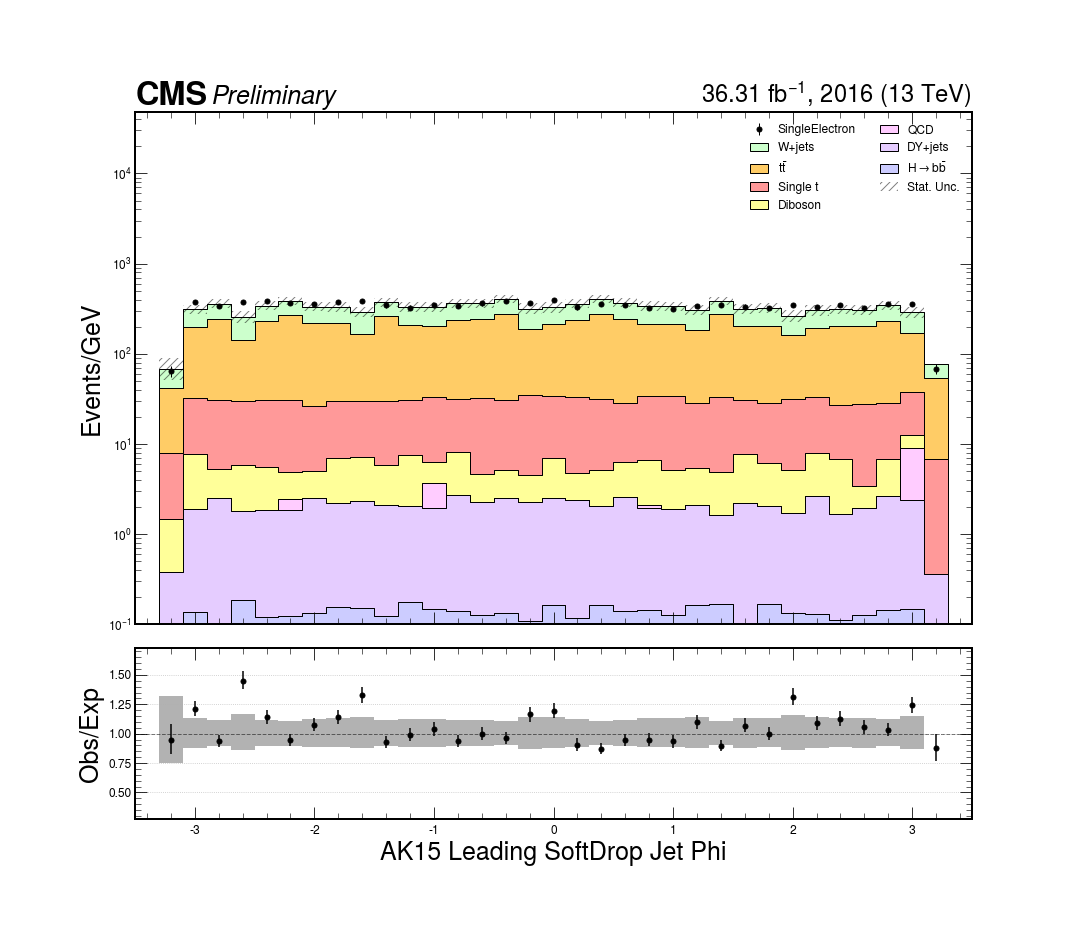 CMS Preliminary 36.31 fb⁻¹, 2016 (13 TeV)
SingleElectron
W+jets
tt̄
Single t
Diboson
QCD
DY+jets
H→bb̄
Stat. Unc.
Events/GeV
10⁴
10³
10²
10¹
10⁰
10⁻¹
Obs/Exp
1.50
1.25
1.00
0.75
0.50
-3 -2 -1 0 1 2 3
AK15 Leading SoftDrop Jet Phi